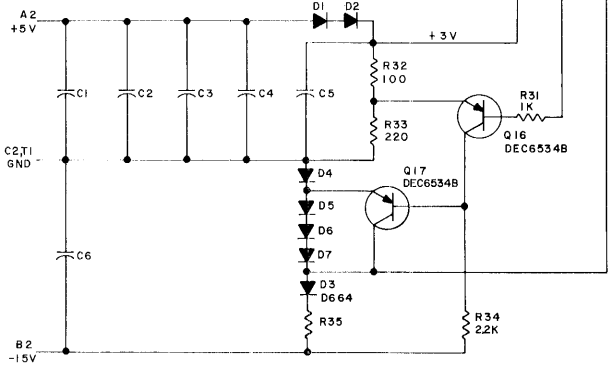 A2
+5V
D1 D2
+3V
C1
C2
C3
C4
C5
R32
100
R31
1K
R33
220
Q16
DEC6534B
C2,T1
GND
D4
Q17
DEC6534B
D5
D6
D7
C6
D3
D664
R35
R34
2.2K
B2
-15V